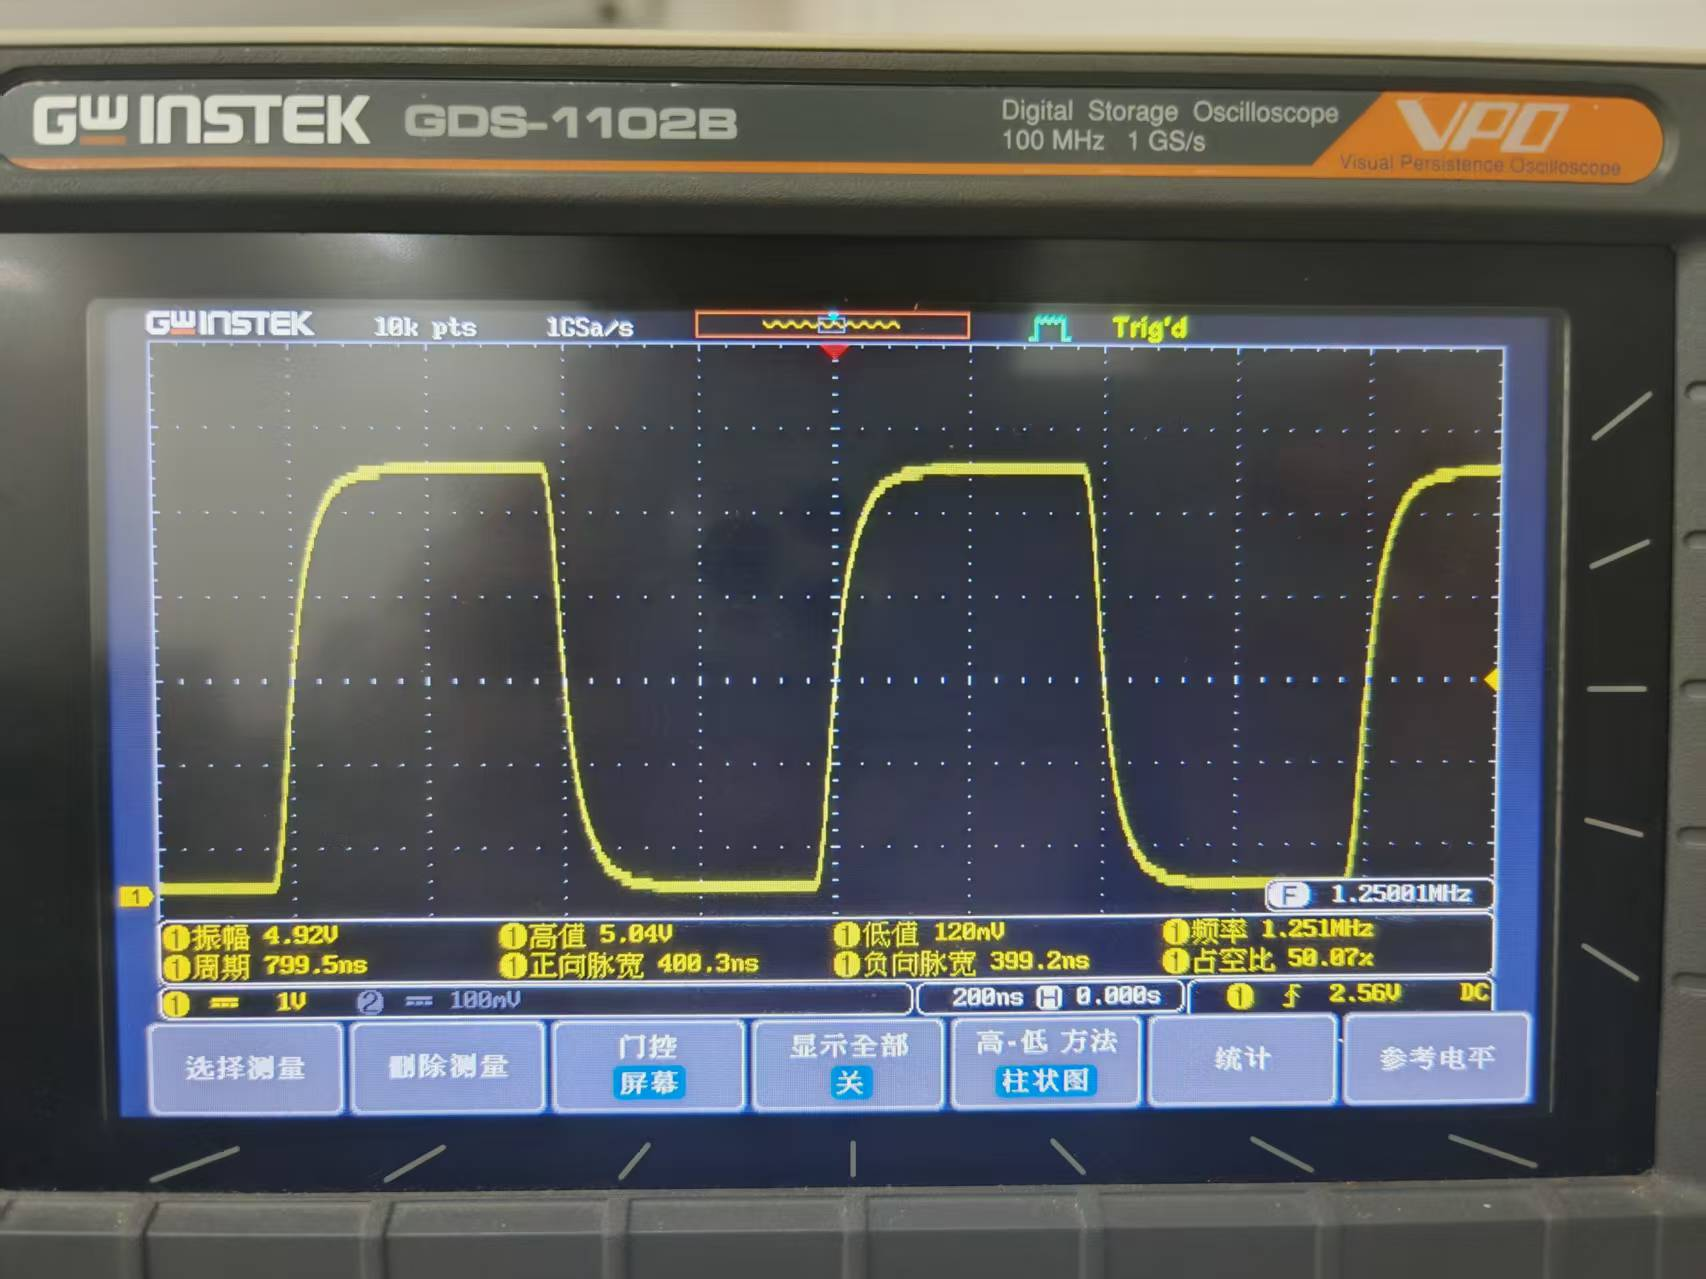 GW INSTEK GDS-1102B Digital Storage Oscilloscope
100 MHz 1 GS/s
VPO
Visual Persistence Oscilloscope
GW INSTEK 10k pts 1GSa/s Trig'd
1
F 1.25001MHz
1振幅 4.92V 1高值 5.04V 1低值 120mV 1频率 1.251MHz
1周期 799.5ns 1正向脉宽 400.3ns 1负向脉宽 399.2ns 1占空比 50.07%
1 1V 2 100mV 200ns H 0.000s 1 2.56V DC
选择测量 删除测量 门控 显示全部 高-低 方法 统计 参考电平
屏幕 关 柱状图